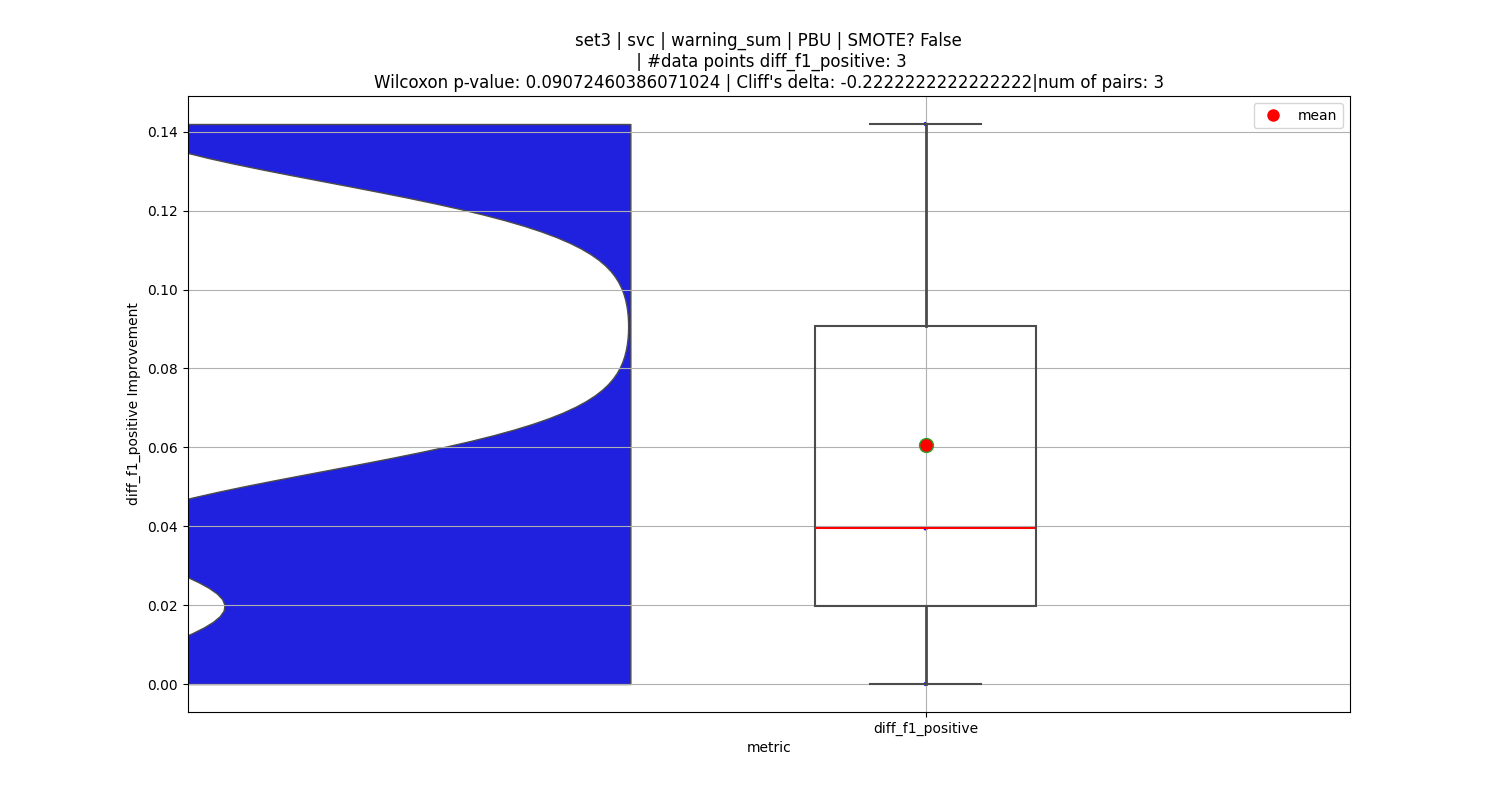 set3 | svc | warning_sum | PBU | SMOTE? False
| #data points diff_f1_positive: 3
Wilcoxon p-value: 0.09072460386071024 | Cliff's delta: -0.2222222222222222|num of pairs: 3
mean
0.14
0.12
0.10
0.08
0.06
0.04
0.02
0.00
diff_f1_positive Improvement
diff_f1_positive
metric